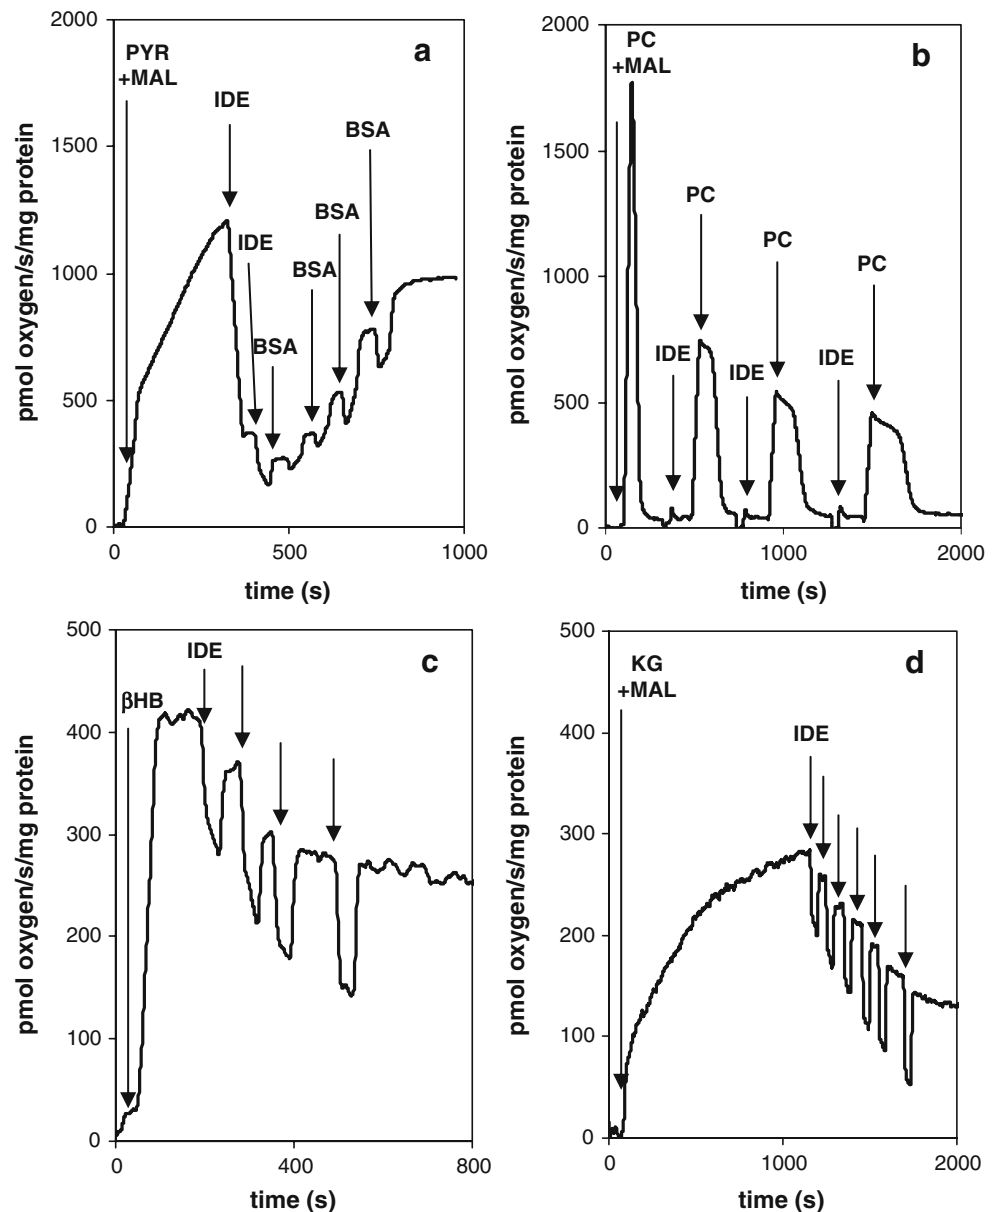 a
pmol oxygen/s/mg protein
2000
1500
1000
500
0
PYR
+MAL
IDE
IDE
BSA
BSA
BSA
BSA
0
500
1000
time (s)
b
pmol oxygen/s/mg protein
2000
1500
1000
500
0
PC
+MAL
IDE
PC
IDE
PC
IDE
PC
0
1000
2000
time (s)
c
pmol oxygen/s/mg protein
500
400
300
200
100
0
βHB
IDE
0
400
800
time (s)
d
pmol oxygen/s/mg protein
500
400
300
200
100
0
KG
+MAL
IDE
0
1000
2000
time (s)